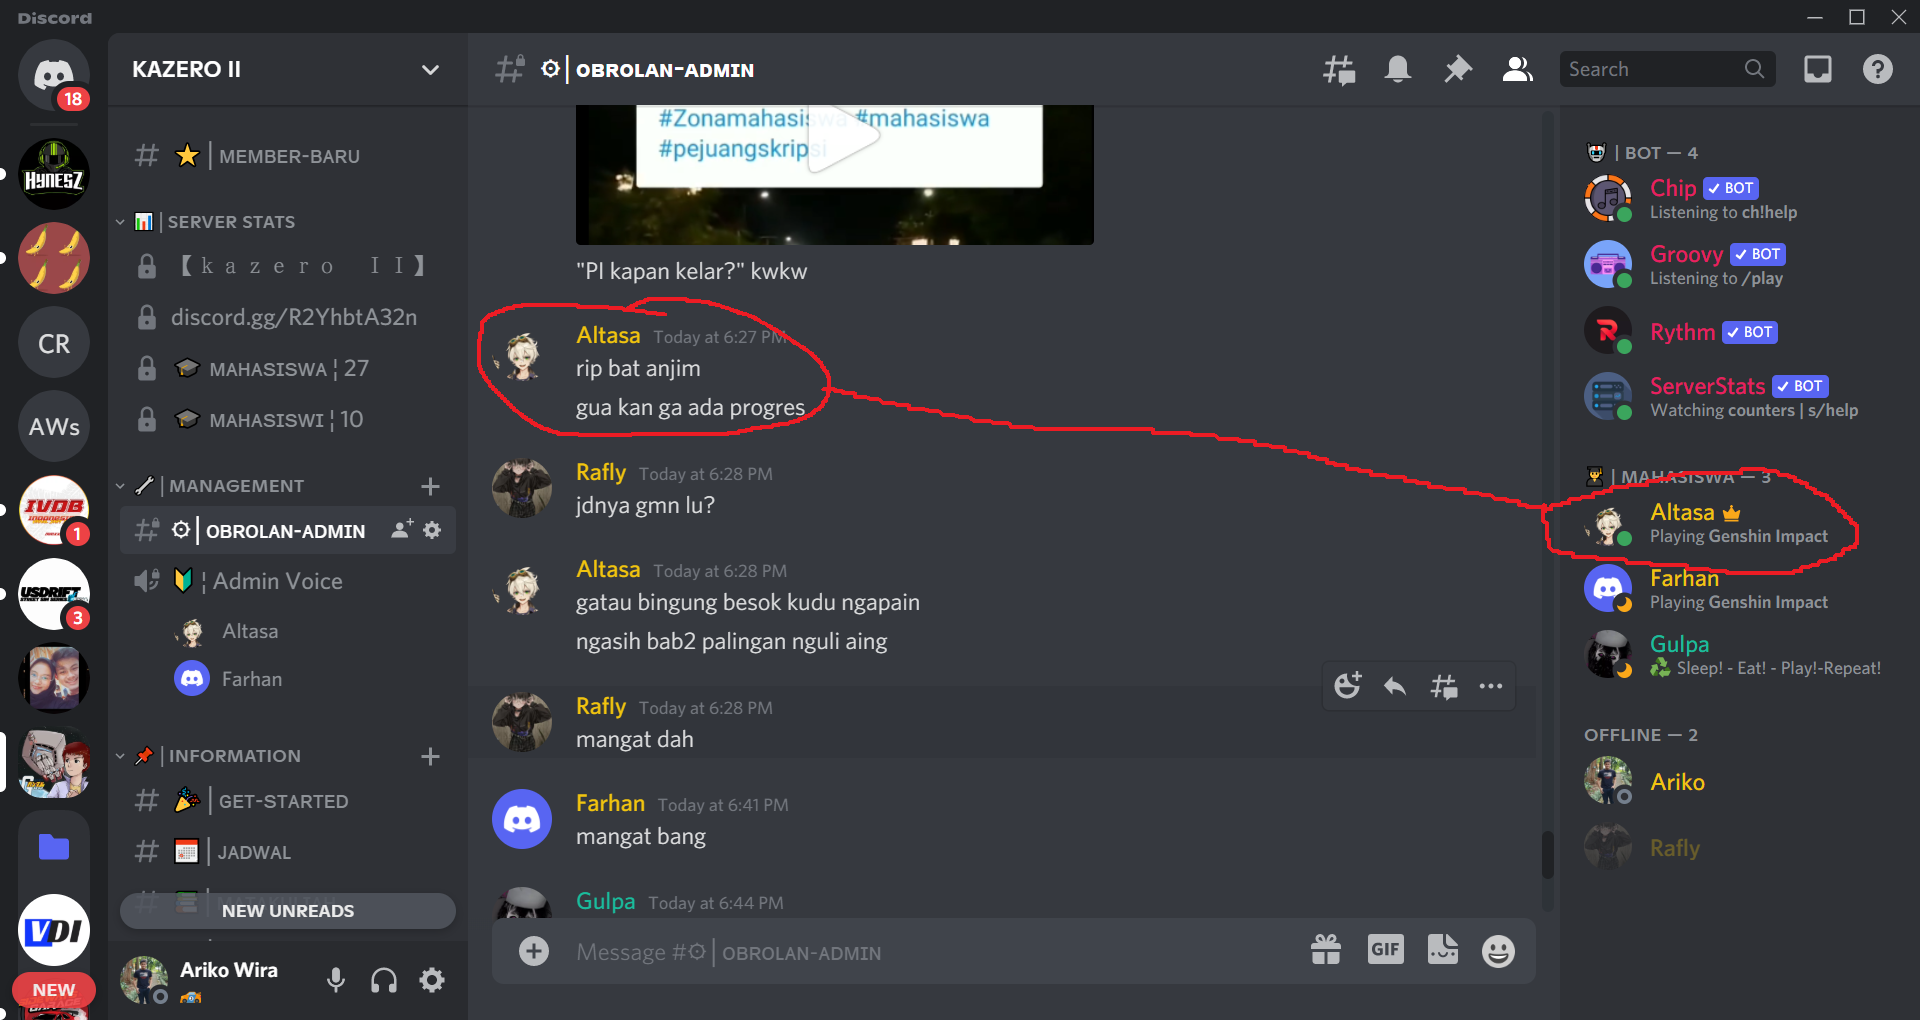 Discord
18
HYNESZ
CR
AWs
IVDB
INDONESIA
1
USDRIFT
3
VDI
NEW
GARAGE
KAZERO II
# | MEMBER-BARU
| SERVER STATS
【ｋａｚｅｒｏ　ＩＩ】
discord.gg/R2YhbtA32n
MAHASISWA ¦ 27
MAHASISWI ¦ 10
| MANAGEMENT
| OBROLAN-ADMIN
¦ Admin Voice
Altasa
Farhan
| INFORMATION
# | GET-STARTED
# | JADWAL
NEW UNREADS
Ariko Wira
| OBROLAN-ADMIN
Search
#Zonamahasiswa #mahasiswa
#pejuangskripsi
"PI kapan kelar?" kwkw
Altasa Today at 6:27 PM
rip bat anjim
gua kan ga ada progres
Rafly Today at 6:28 PM
jdnya gmn lu?
Altasa Today at 6:28 PM
gatau bingung besok kudu ngapain
ngasih bab2 palingan nguli aing
Rafly Today at 6:28 PM
mangat dah
Farhan Today at 6:41 PM
mangat bang
Gulpa Today at 6:44 PM
Message #⚙ | OBROLAN-ADMIN
GIF
| BOT — 4
Chip ✓ BOT
Listening to ch!help
Groovy ✓ BOT
Listening to /play
Rythm ✓ BOT
ServerStats ✓ BOT
Watching counters | s/help
| MAHASISWA — 3
Altasa
Playing Genshin Impact
Farhan
Playing Genshin Impact
Gulpa
Sleep! - Eat! - Play!-Repeat!
OFFLINE — 2
Ariko
Rafly